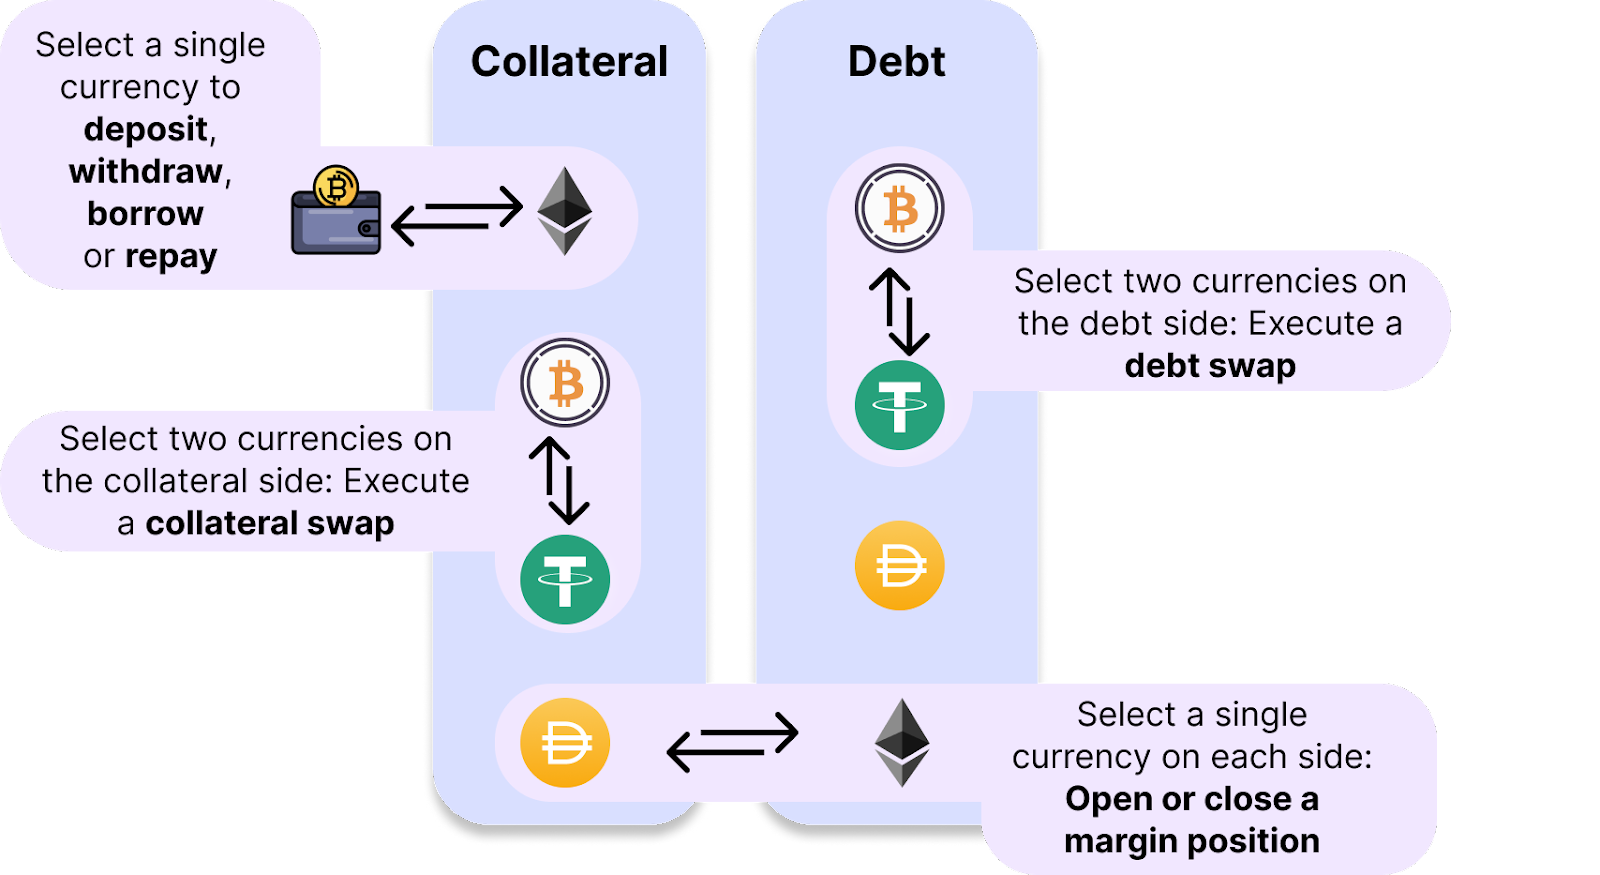 Select a single
currency to
deposit,
withdraw,
borrow
or repay
Collateral
Debt
Select two currencies on
the debt side: Execute a
debt swap
Select two currencies on
the collateral side: Execute
a collateral swap
Select a single
currency on each side:
Open or close a
margin position